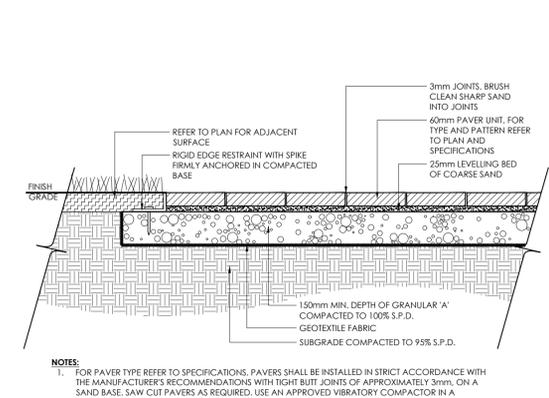 3mm JOINTS, BRUSH
CLEAN SHARP SAND
INTO JOINTS
60mm PAVER UNIT, FOR
TYPE AND PATTERN REFER
TO PLAN AND
SPECIFICATIONS
25mm LEVELLING BED
OF COARSE SAND
REFER TO PLAN FOR ADJACENT
SURFACE
RIGID EDGE RESTRAINT WITH SPIKE
FIRMLY ANCHORED IN COMPACTED
BASE
FINISH
GRADE
150mm MIN. DEPTH OF GRANULAR 'A'
COMPACTED TO 100% S.P.D.
GEOTEXTILE FABRIC
SUBGRADE COMPACTED TO 95% S.P.D.
NOTES:
1. FOR PAVER TYPE REFER TO SPECIFICATIONS. PAVERS SHALL BE INSTALLED IN STRICT ACCORDANCE WITH
THE MANUFACTURER'S RECOMMENDATIONS WITH TIGHT BUTT JOINTS OF APPROXIMATELY 3mm, ON A
SAND BASE. SAW CUT PAVERS AS REQUIRED. USE AN APPROVED VIBRATORY COMPACTOR IN A